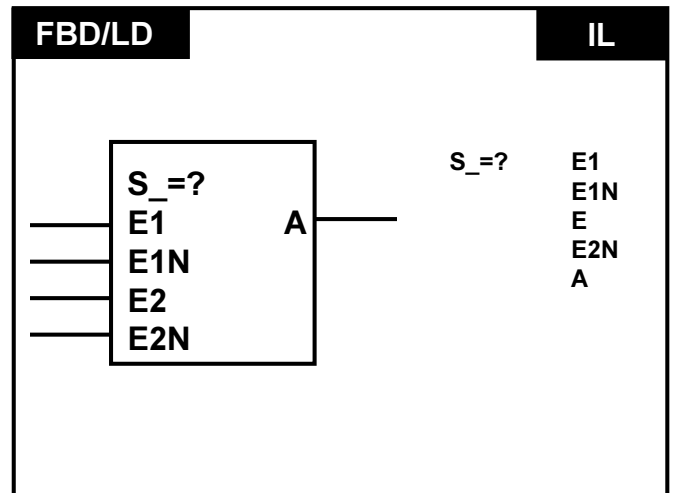 FBD/LD
IL
S_=?
E1 A
E1N
E2
E2N
S_=? E1
E1N
E
E2N
A